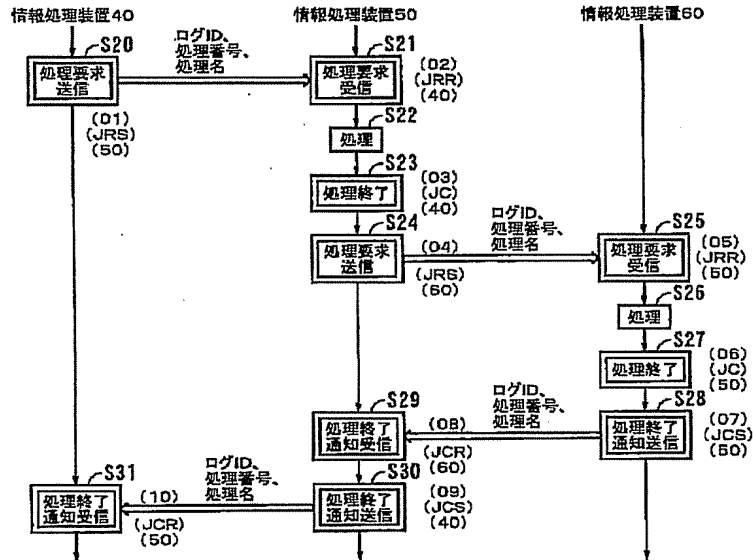 情報処理装置40
情報処理装置50
情報処理装置60
ログID、
処理番号、
処理名
S20
処理要求
送信
(01)
(JRS)
(50)
S21
処理要求
受信
(02)
(JRR)
(40)
S22
処理
S23
処理終了
(03)
(JC)
(40)
S24
処理要求
送信
(04)
(JRS)
(60)
ログID、
処理番号、
処理名
S25
処理要求
受信
(05)
(JRR)
(50)
S26
処理
S27
処理終了
(06)
(JC)
(50)
S28
処理終了
通知送信
(07)
(JCS)
(50)
ログID、
処理番号、
処理名
S29
処理終了
通知受信
(08)
(JCR)
(60)
S30
処理終了
通知送信
(09)
(JCS)
(40)
ログID、
処理番号、
処理名
S31
処理終了
通知受信
(10)
(JCR)
(50)